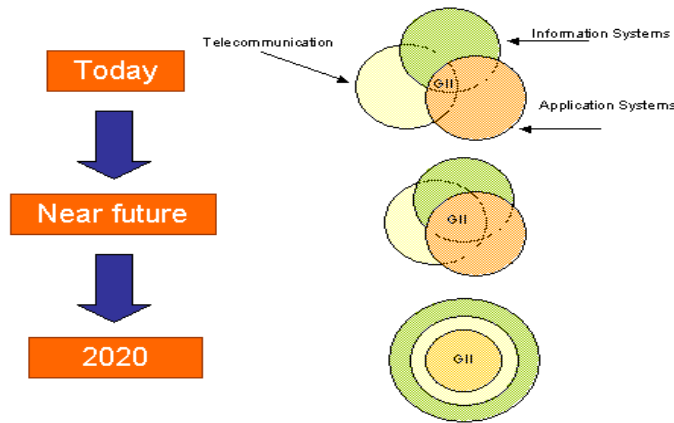 Telecommunication
Information Systems
Today
GII
Application Systems
Near future
GII
2020
GII